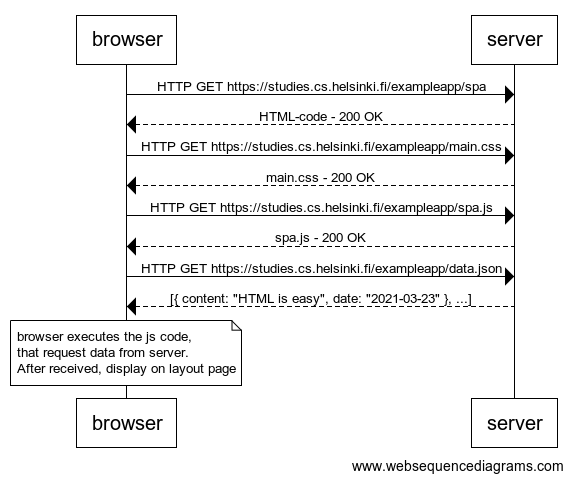 browser server
HTTP GET https://studies.cs.helsinki.fi/exampleapp/spa
HTML-code - 200 OK
HTTP GET https://studies.cs.helsinki.fi/exampleapp/main.css
main.css - 200 OK
HTTP GET https://studies.cs.helsinki.fi/exampleapp/spa.js
spa.js - 200 OK
HTTP GET https://studies.cs.helsinki.fi/exampleapp/data.json
[{ content: "HTML is easy", date: "2021-03-23" }, ...]
browser executes the js code,
that request data from server.
After received, display on layout page
browser server
www.websequencediagrams.com